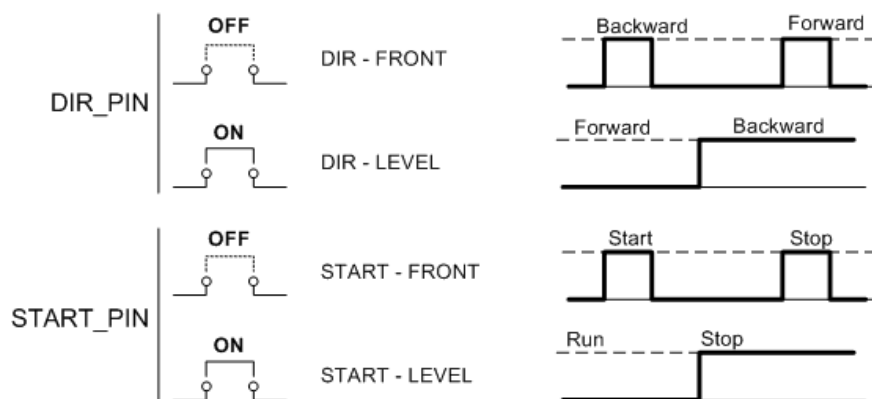 OFF
Backward Forward
DIR - FRONT
DIR_PIN
ON
Forward Backward
DIR - LEVEL
OFF
Start Stop
START - FRONT
START_PIN
ON
Run Stop
START - LEVEL